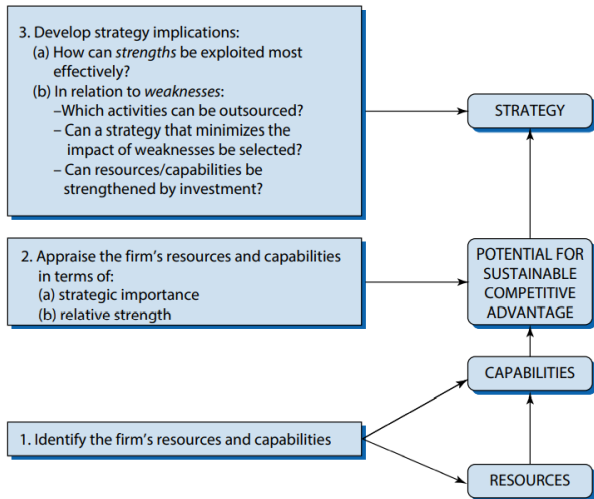 3. Develop strategy implications:
(a) How can strengths be exploited most
effectively?
(b) In relation to weaknesses:
–Which activities can be outsourced?
– Can a strategy that minimizes the
impact of weaknesses be selected?
– Can resources/capabilities be
strengthened by investment?
STRATEGY
2. Appraise the firm’s resources and capabilities
in terms of:
(a) strategic importance
(b) relative strength
POTENTIAL FOR
SUSTAINABLE
COMPETITIVE
ADVANTAGE
CAPABILITIES
1. Identify the firm’s resources and capabilities
RESOURCES